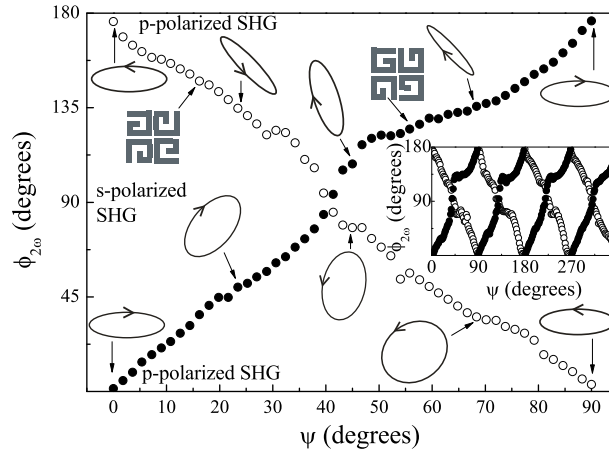 180
135
90
45
ϕ2ω (degrees)
p-polarized SHG
s-polarized
SHG
p-polarized SHG
0 10 20 30 40 50 60 70 80 90
ψ (degrees)
180
90
0 90 180 270
ϕ2ω (degrees)
ψ (degrees)